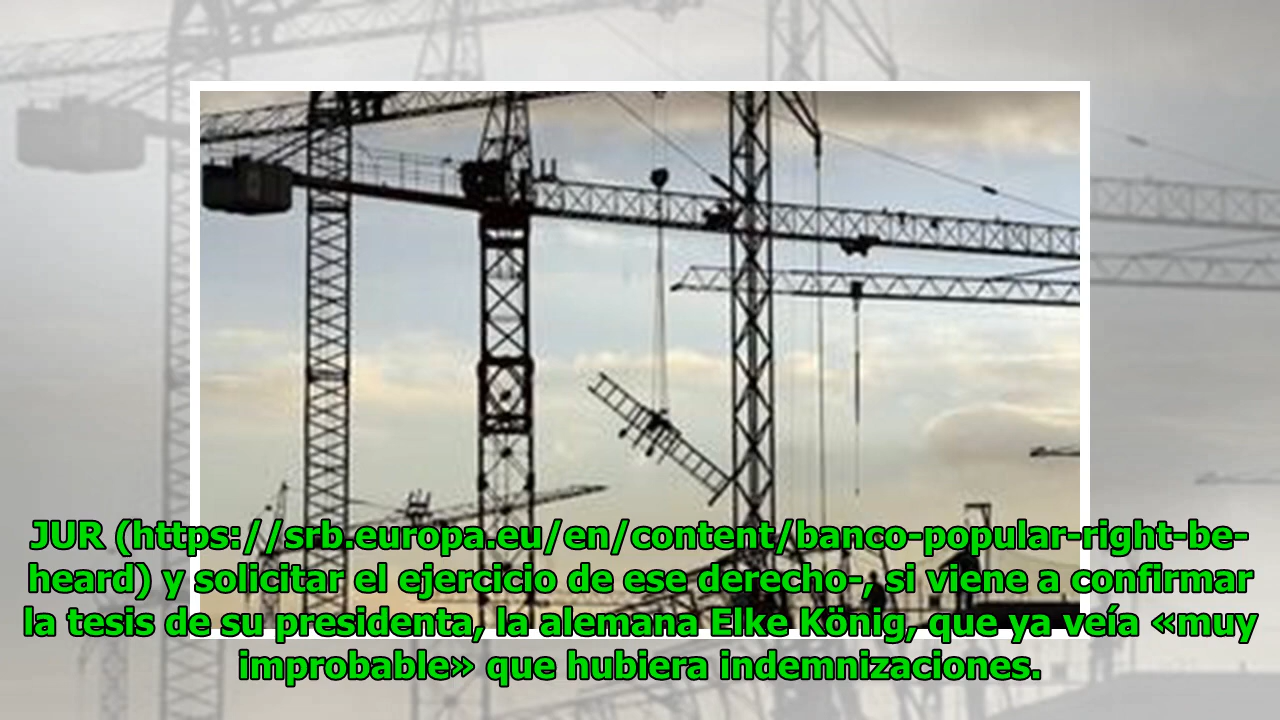 JUR (https://srb.europa.eu/en/content/banco-popular-right-be-
heard) y solicitar el ejercicio de ese derecho-, si viene a confirmar
la tesis de su presidenta, la alemana Elke König, que ya veía «muy
improbable» que hubiera indemnizaciones.